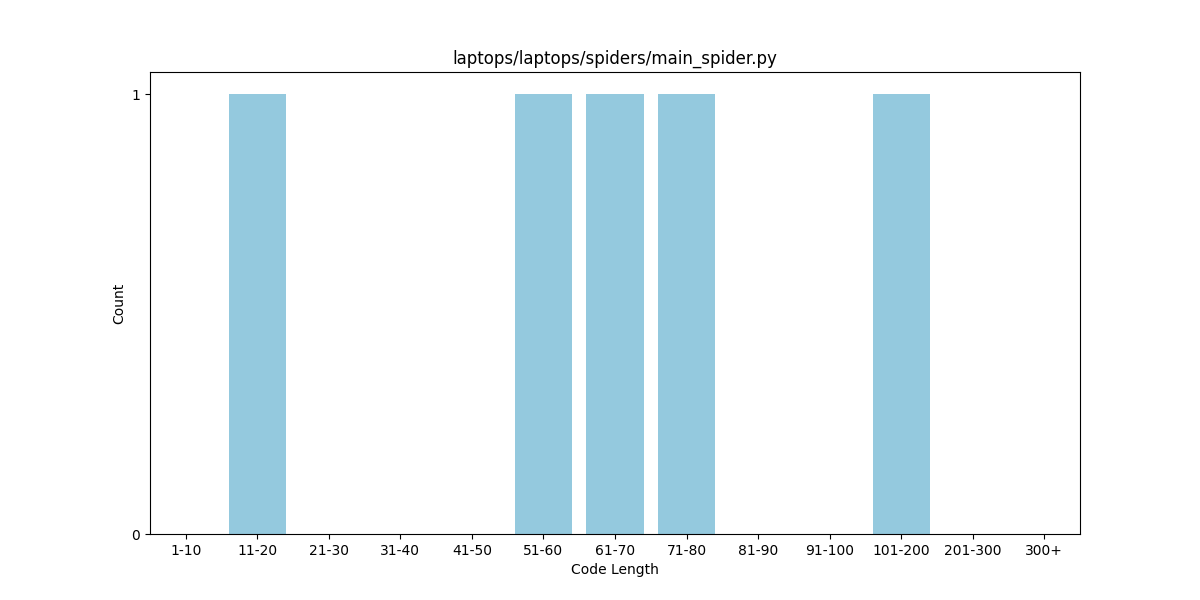 laptops/laptops/spiders/main_spider.py
1
Count
0
1-10 11-20 21-30 31-40 41-50 51-60 61-70 71-80 81-90 91-100 101-200 201-300 300+
Code Length